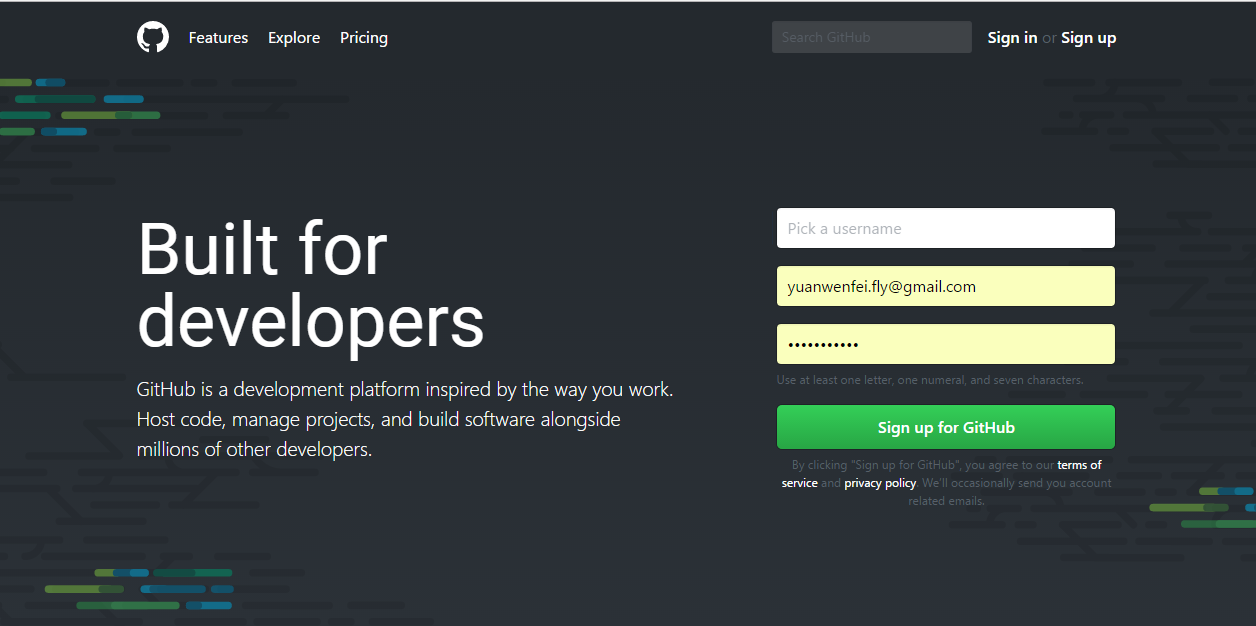 Features Explore Pricing
Search GitHub
Sign in or Sign up
Built for
developers
GitHub is a development platform inspired by the way you work.
Host code, manage projects, and build software alongside
millions of other developers.
Pick a username
yuanwenfei.fly@gmail.com
•••••••••••
Use at least one letter, one numeral, and seven characters.
Sign up for GitHub
By clicking "Sign up for GitHub", you agree to our terms of
service and privacy policy. We'll occasionally send you account
related emails.